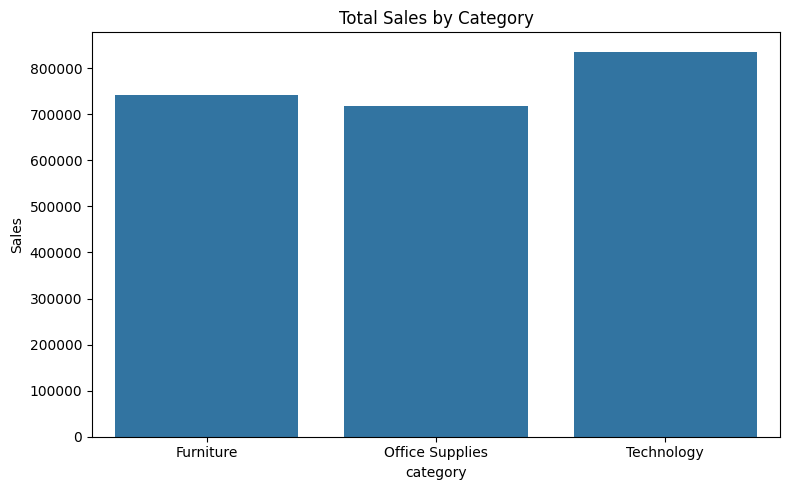 Total Sales by Category
800000
700000
600000
500000
400000
300000
200000
100000
0
Sales
Furniture Office Supplies Technology
category